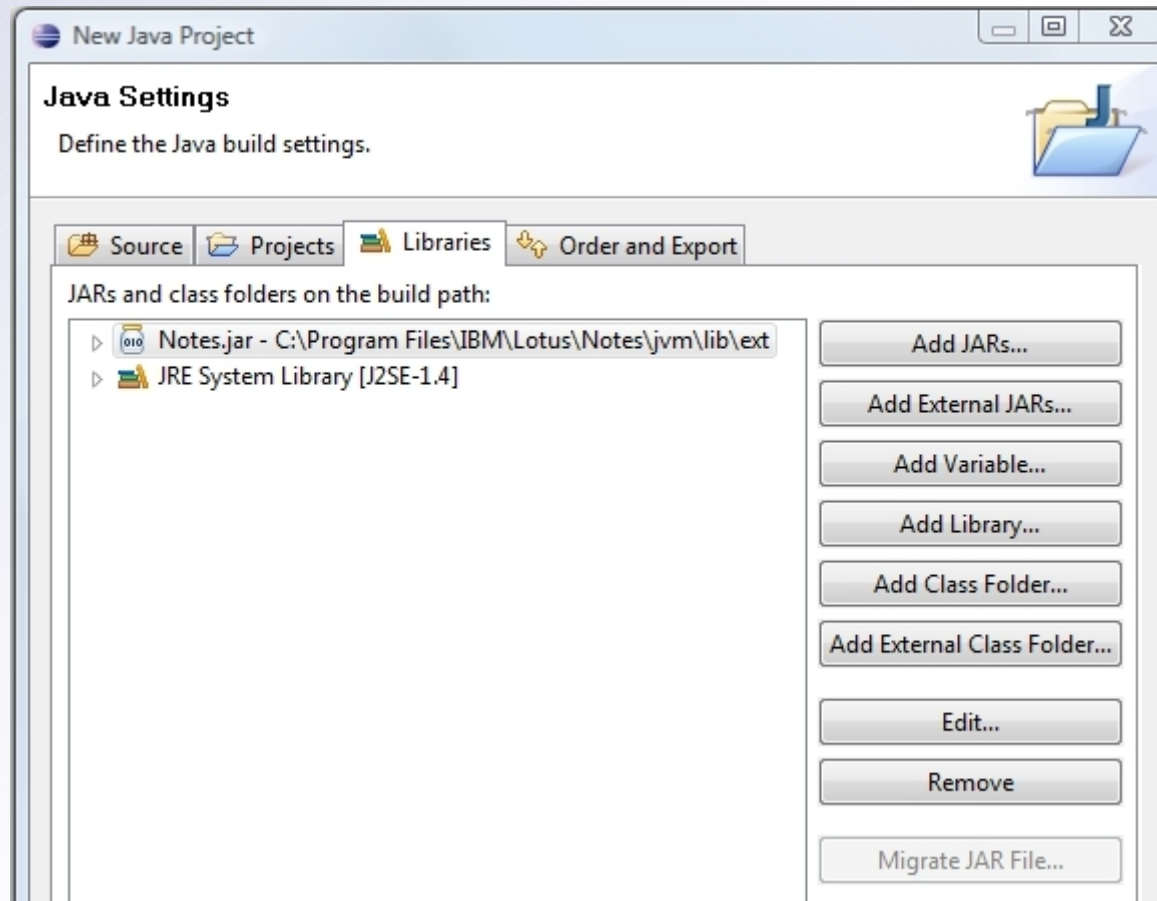 New Java Project
Java Settings
Define the Java build settings.
Source Projects Libraries Order and Export
JARs and class folders on the build path:
Notes.jar - C:\Program Files\IBM\Lotus\Notes\jvm\lib\ext
JRE System Library [J2SE-1.4]
Add JARs...
Add External JARs...
Add Variable...
Add Library...
Add Class Folder...
Add External Class Folder...
Edit...
Remove
Migrate JAR File...